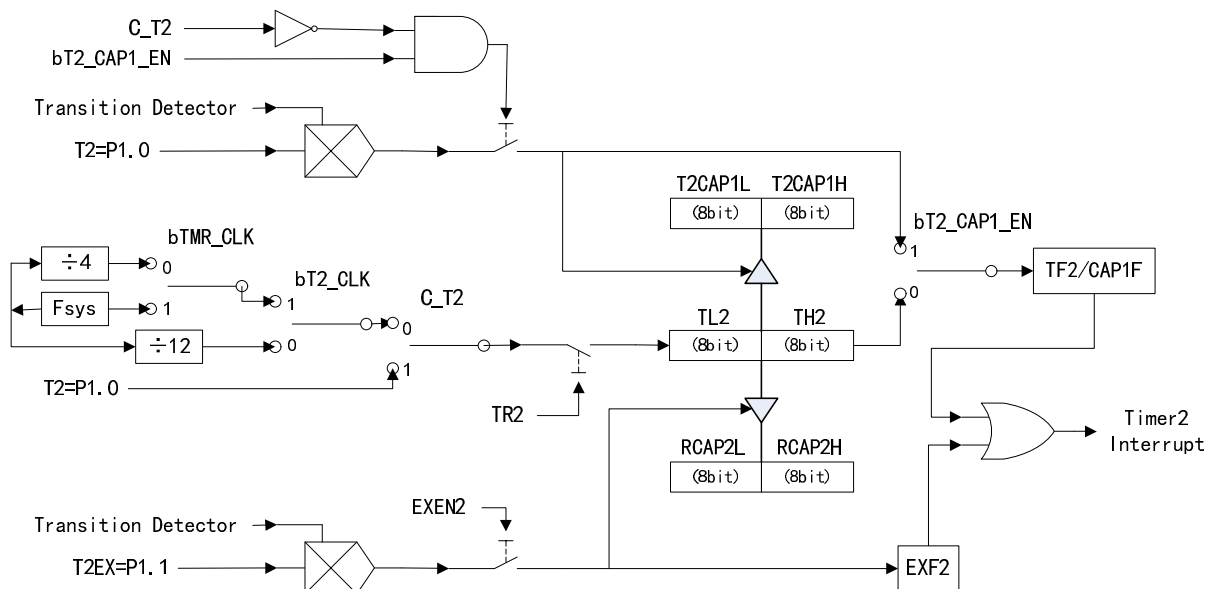 C_T2
bT2_CAP1_EN
Transition Detector
T2=P1.0
T2CAP1L
T2CAP1H
(8bit)
(8bit)
bT2_CAP1_EN
1
0
TF2/CAP1F
bTMR_CLK
÷4
0
Fsys
1
bT2_CLK
1
÷12
0
C_T2
0
1
T2=P1.0
TL2
TH2
(8bit)
(8bit)
TR2
RCAP2L
RCAP2H
(8bit)
(8bit)
Timer2
Interrupt
EXEN2
Transition Detector
T2EX=P1.1
EXF2